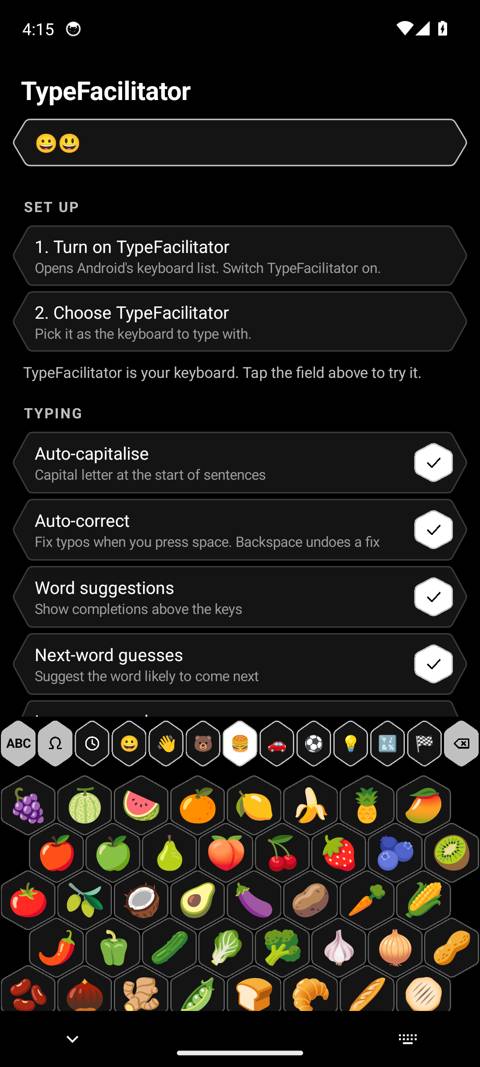 4:15
TypeFacilitator
😀😃
SET UP
1. Turn on TypeFacilitator
Opens Android's keyboard list. Switch TypeFacilitator on.
2. Choose TypeFacilitator
Pick it as the keyboard to type with.
TypeFacilitator is your keyboard. Tap the field above to try it.
TYPING
Auto-capitalise
Capital letter at the start of sentences
Auto-correct
Fix typos when you press space. Backspace undoes a fix
Word suggestions
Show completions above the keys
Next-word guesses
Suggest the word likely to come next
ABC Ω